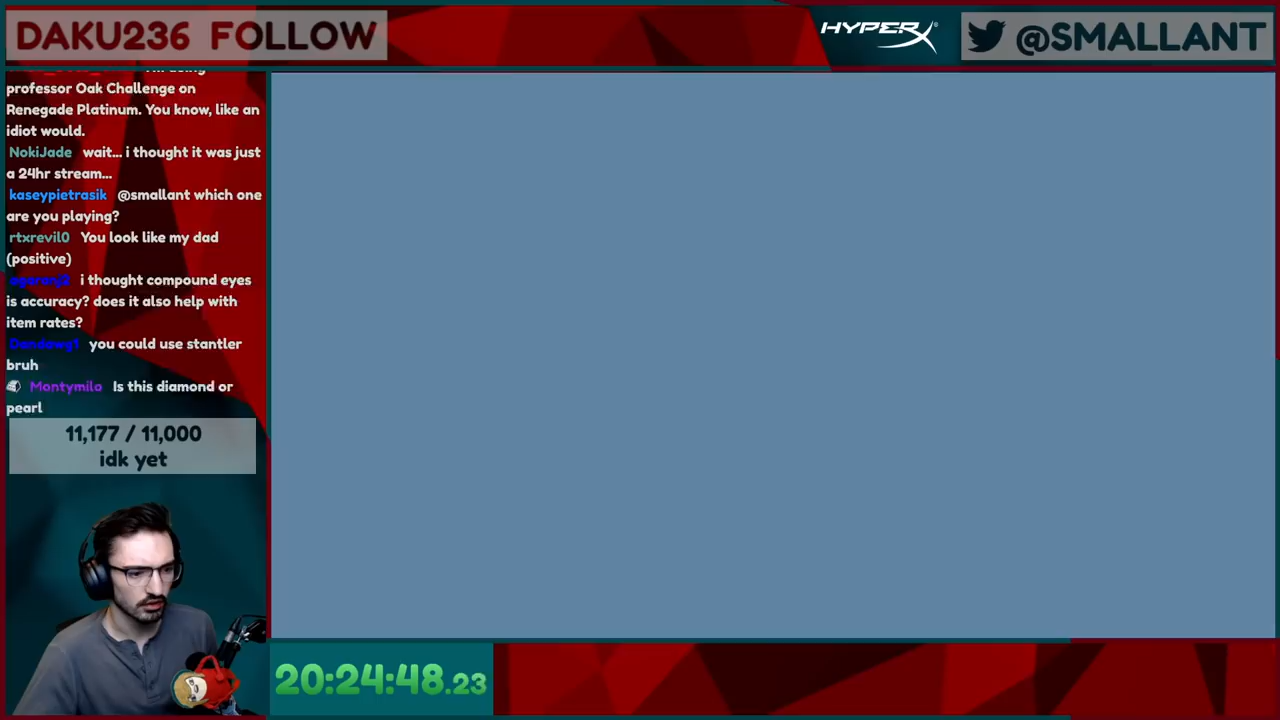 DAKU236 FOLLOW
HYPERX
@SMALLANT
professor Oak Challenge on
Renegade Platinum. You know, like an
idiot would.
NokiJade wait... i thought it was just
a 24hr stream...
kaseypietrasik @smallant which one
are you playing?
rtxrevil0 You look like my dad
(positive)
i thought compound eyes
is accuracy? does it also help with
item rates?
Dandawg1 you could use stantler
bruh
Montymilo Is this diamond or
pearl
11,177 / 11,000
idk yet
20:24:48.23